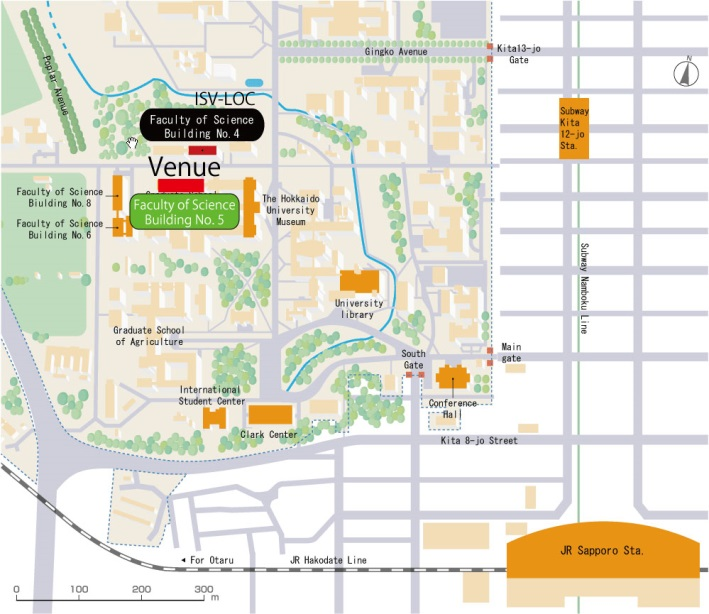 Poplar Avenue
Gingko Avenue
Kita13-jo
Gate
N
ISV-LOC
Faculty of Science
Building No.4
Subway
Kita
12-jo
Sta.
Venue
Faculty of Science
Biulding No.8
Faculty of Science
Building No.6
Faculty of Science
Building No. 5
The Hokkaido
University
Museum
Subway Namboku Line
University
library
Graduate School
of Agriculture
South
Gate
Main
gate
International
Student Center
Conference
Hall
Clark Center
Kita 8-jo Street
JR Sapporo Sta.
For Otaru
JR Hakodate Line
0 100 200 300
m